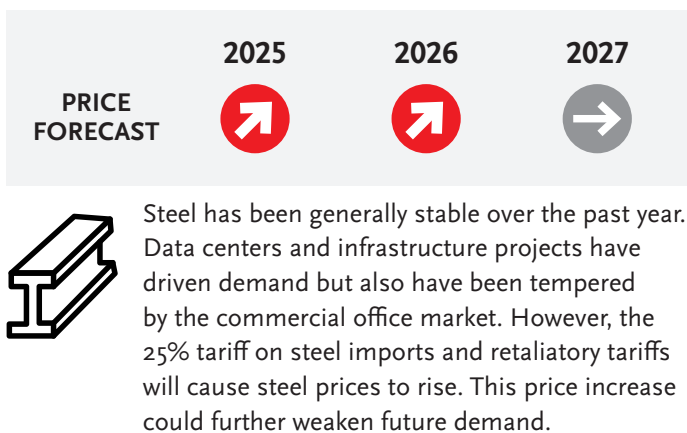 2025 2026 2027
PRICE
FORECAST
Steel has been generally stable over the past year.
Data centers and infrastructure projects have
driven demand but also have been tempered
by the commercial office market. However, the
25% tariff on steel imports and retaliatory tariffs
will cause steel prices to rise. This price increase
could further weaken future demand.